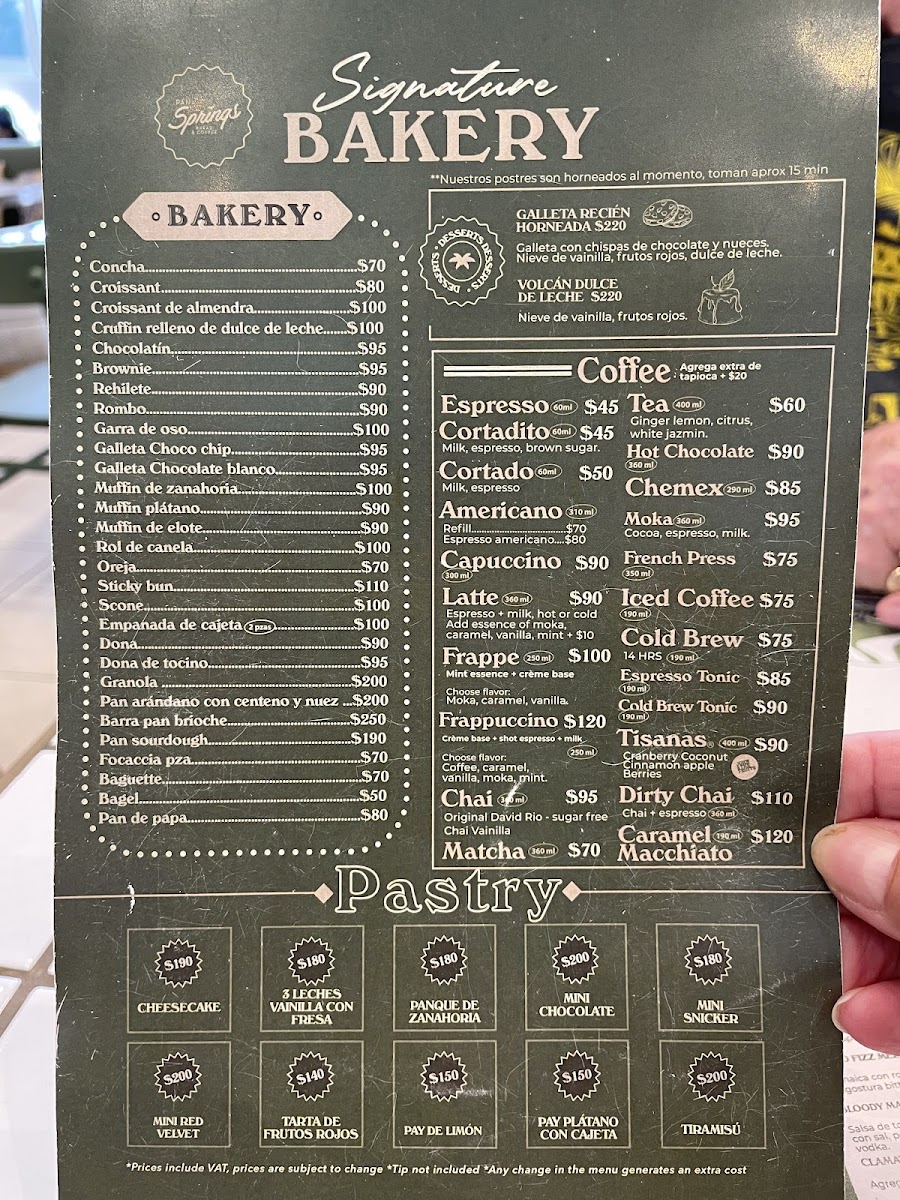 Springs
BREAD
& COFFEE
Signature
BAKERY
**Nuestros postres son horneados al momento, toman aprox 15 min
BAKERY
Concha $70
Croissant $80
Croissant de almendra $100
Cruffin relleno de dulce de leche $100
Chocolatín $95
Brownie $95
Rehilete $90
Rombo $90
Garra de oso $100
Galleta Choco chip $95
Galleta Chocolate blanco $95
Muffin de zanahoria $100
Muffin plátano $90
Muffin de elote $90
Rol de canela $100
Oreja $70
Sticky bun $110
Scone $100
Empanada de cajeta 2 pzas $100
Dona $90
Dona de tocino $95
Granola $200
Pan arándano con centeno y nuez $200
Barra pan brioche $250
Pan sourdough $190
Focaccia pza $70
Baguette $70
Bagel $50
Pan de papa $80
DESSERTS DESSERTS DESSERTS
GALLETA RECIÉN
HORNEADA $220
Galleta con chispas de chocolate y nueces.
Nieve de vainilla, frutos rojos, dulce de leche.
VOLCÁN DULCE
DE LECHE $220
Nieve de vainilla, frutos rojos.
Coffee
Agrega extra de
tapioca + $20
Espresso 60ml $45
Cortadito 60ml $45
Milk, espresso, brown sugar.
Cortado 60ml $50
Milk, espresso
Americano 310 ml
Refill $70
Espresso americano $80
Capuccino $90
300 ml
Latte 360 ml $90
Espresso + milk, hot or cold
Add essence of moka,
caramel, vanilla, mint + $10
Frappe 250 ml $100
Mint essence + crème base
Choose flavor:
Moka, caramel, vanilla.
Frappuccino $120
Crème base + shot espresso + milk
250 ml
Choose flavor:
Coffee, caramel,
vanilla, moka, mint.
Chai $95
Original David Rio - sugar free
Chai Vainilla
Matcha 360 ml $70
Tea 400 ml $60
Ginger lemon, citrus,
white jazmin.
Hot Chocolate $90
360 ml
Chemex 290 ml $85
Moka 360 ml $95
Cocoa, espresso, milk.
French Press $75
350 ml
Iced Coffee $75
190 ml
Cold Brew $75
14 HRS 190 ml
Espresso Tonic $85
190 ml
Cold Brew Tonic $90
190 ml
Tisanas 400 ml $90
Cranberry Coconut
Cinnamon apple
Berries
Dirty Chai $110
Chai + espresso 360 ml
Caramel 190 ml $120
Macchiato
Pastry
$190
CHEESECAKE
$180
3 LECHES
VAINILLA CON
FRESA
$180
PANQUE DE
ZANAHORIA
$200
MINI
CHOCOLATE
$180
MINI
SNICKER
$200
MINI RED
VELVET
$140
TARTA DE
FRUTOS ROJOS
$150
PAY DE LIMÓN
$150
PAY PLÁTANO
CON CAJETA
$200
TIRAMISÚ
*Prices include VAT, prices are subject to change *Tip not included *Any change in the menu generates an extra cost
vodka.